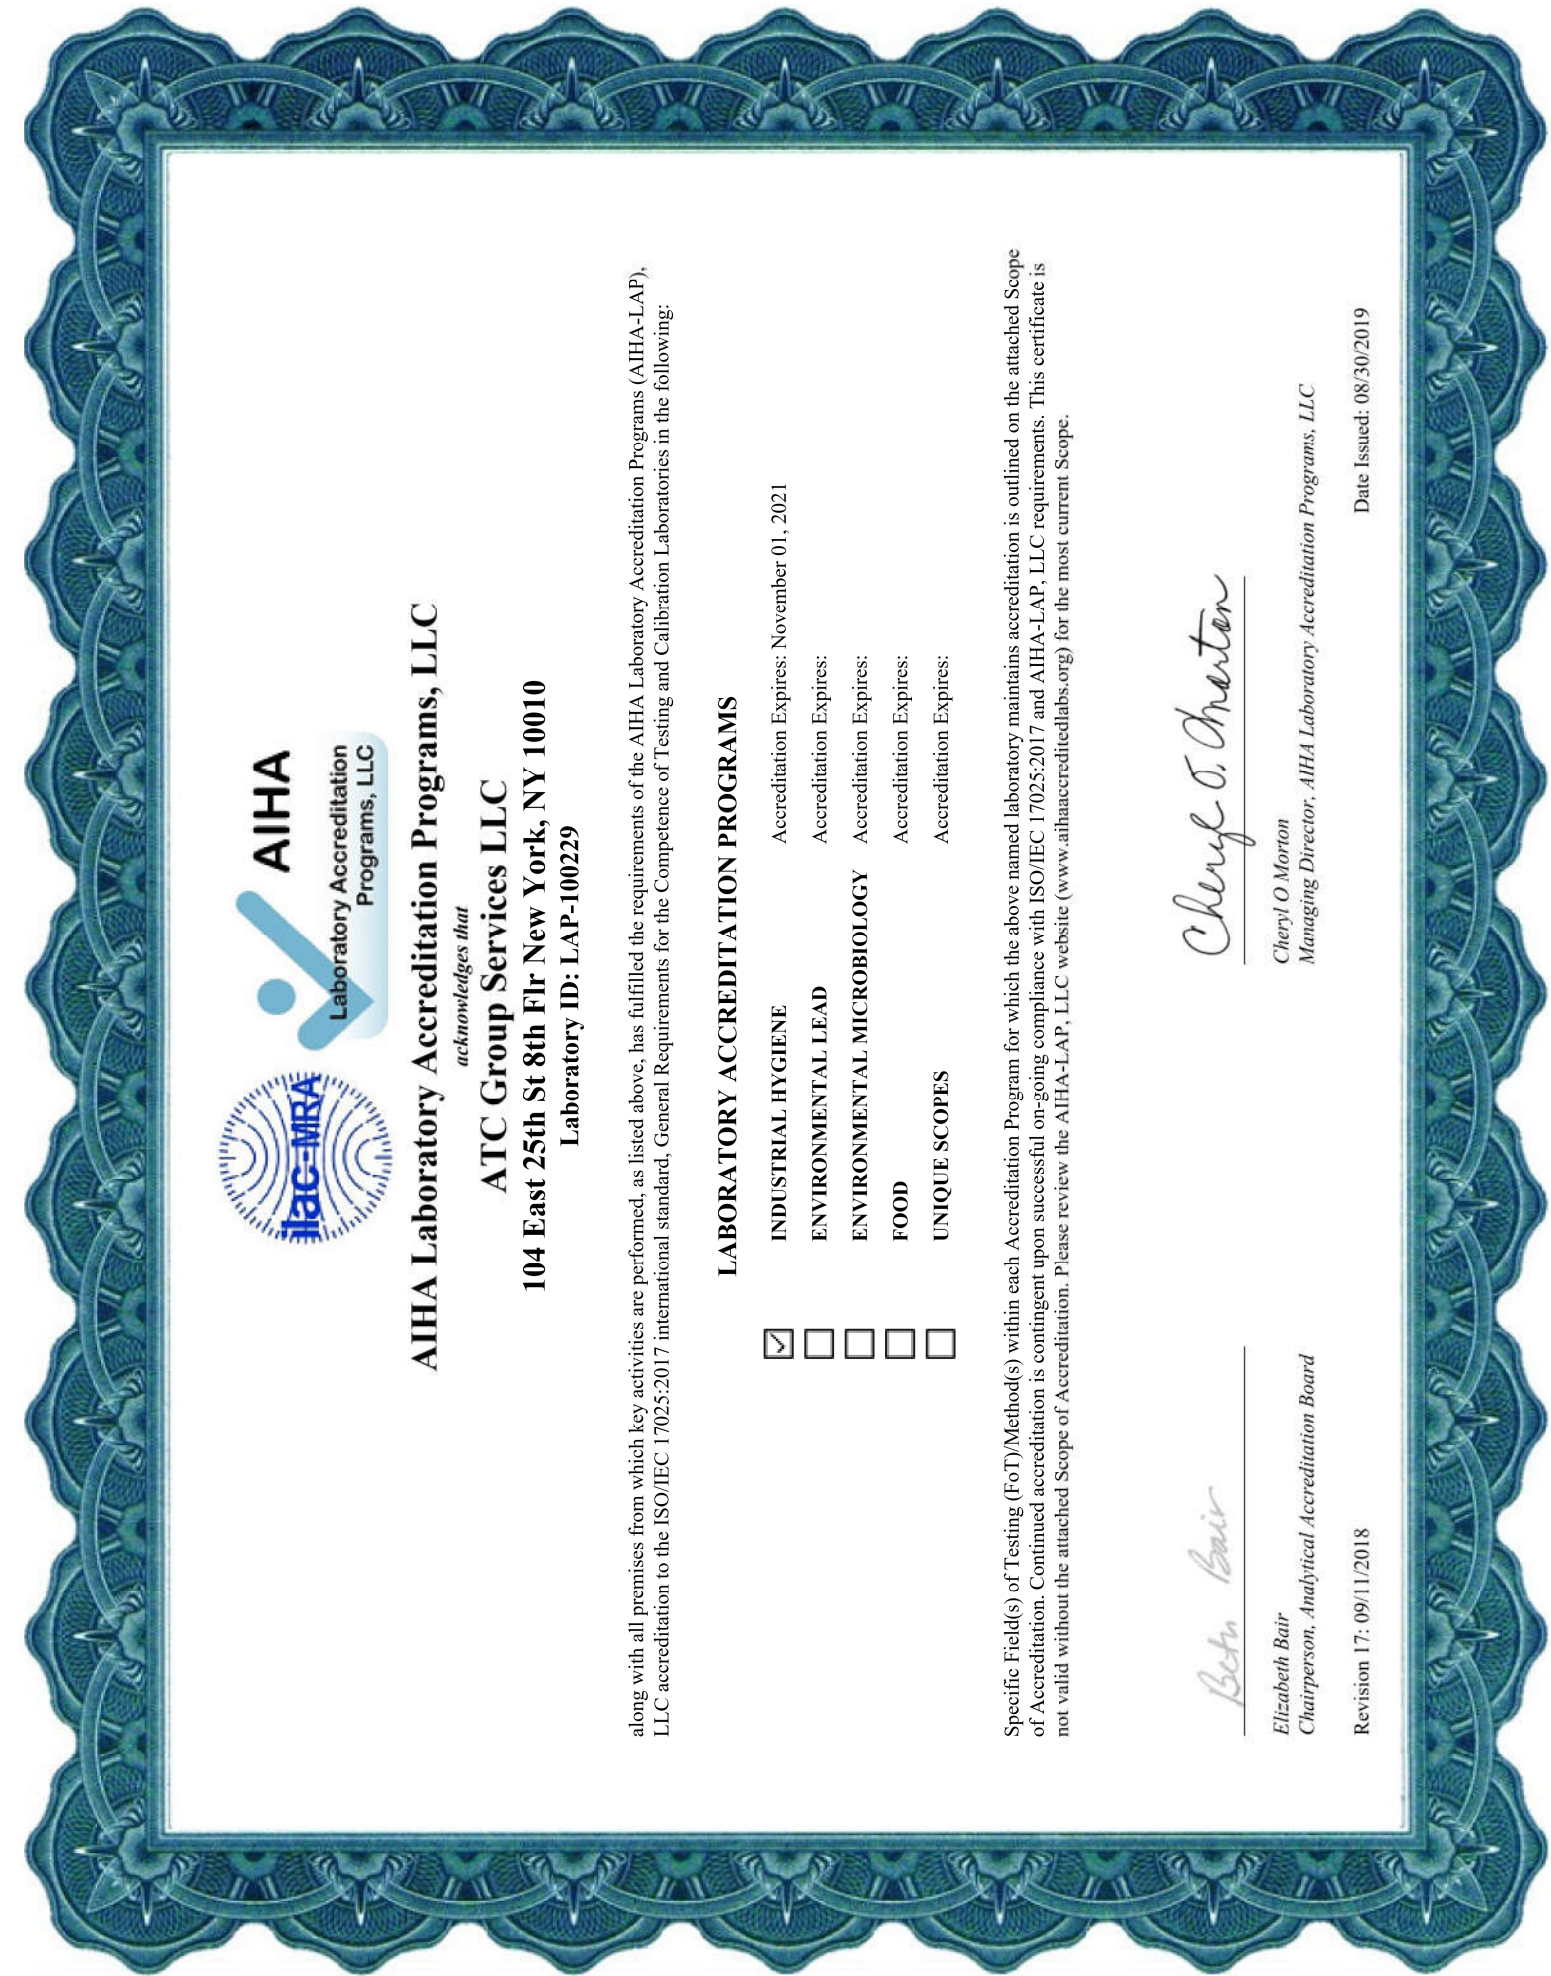 ilac-MRA
AIHA
Laboratory Accreditation
Programs, LLC
AIHA Laboratory Accreditation Programs, LLC
acknowledges that
ATC Group Services LLC
104 East 25th St 8th Flr New York, NY 10010
Laboratory ID: LAP-100229
along with all premises from which key activities are performed, as listed above, has fulfilled the requirements of the AIHA Laboratory Accreditation Programs (AIHA-LAP),
LLC accreditation to the ISO/IEC 17025:2017 international standard, General Requirements for the Competence of Testing and Calibration Laboratories in the following:
LABORATORY ACCREDITATION PROGRAMS
INDUSTRIAL HYGIENE Accreditation Expires: November 01, 2021
ENVIRONMENTAL LEAD Accreditation Expires:
ENVIRONMENTAL MICROBIOLOGY Accreditation Expires:
FOOD Accreditation Expires:
UNIQUE SCOPES Accreditation Expires:
Specific Field(s) of Testing (FoT)/Method(s) within each Accreditation Program for which the above named laboratory maintains accreditation is outlined on the attached Scope
of Accreditation. Continued accreditation is contingent upon successful on-going compliance with ISO/IEC 17025:2017 and AIHA-LAP, LLC requirements. This certificate is
not valid without the attached Scope of Accreditation. Please review the AIHA-LAP, LLC website (www.aihaaccreditedlabs.org) for the most current Scope.
Beth Bair Cheryl O. Morton
Elizabeth Bair Cheryl O Morton
Chairperson, Analytical Accreditation Board Managing Director, AIHA Laboratory Accreditation Programs, LLC
Revision 17: 09/11/2018 Date Issued: 08/30/2019